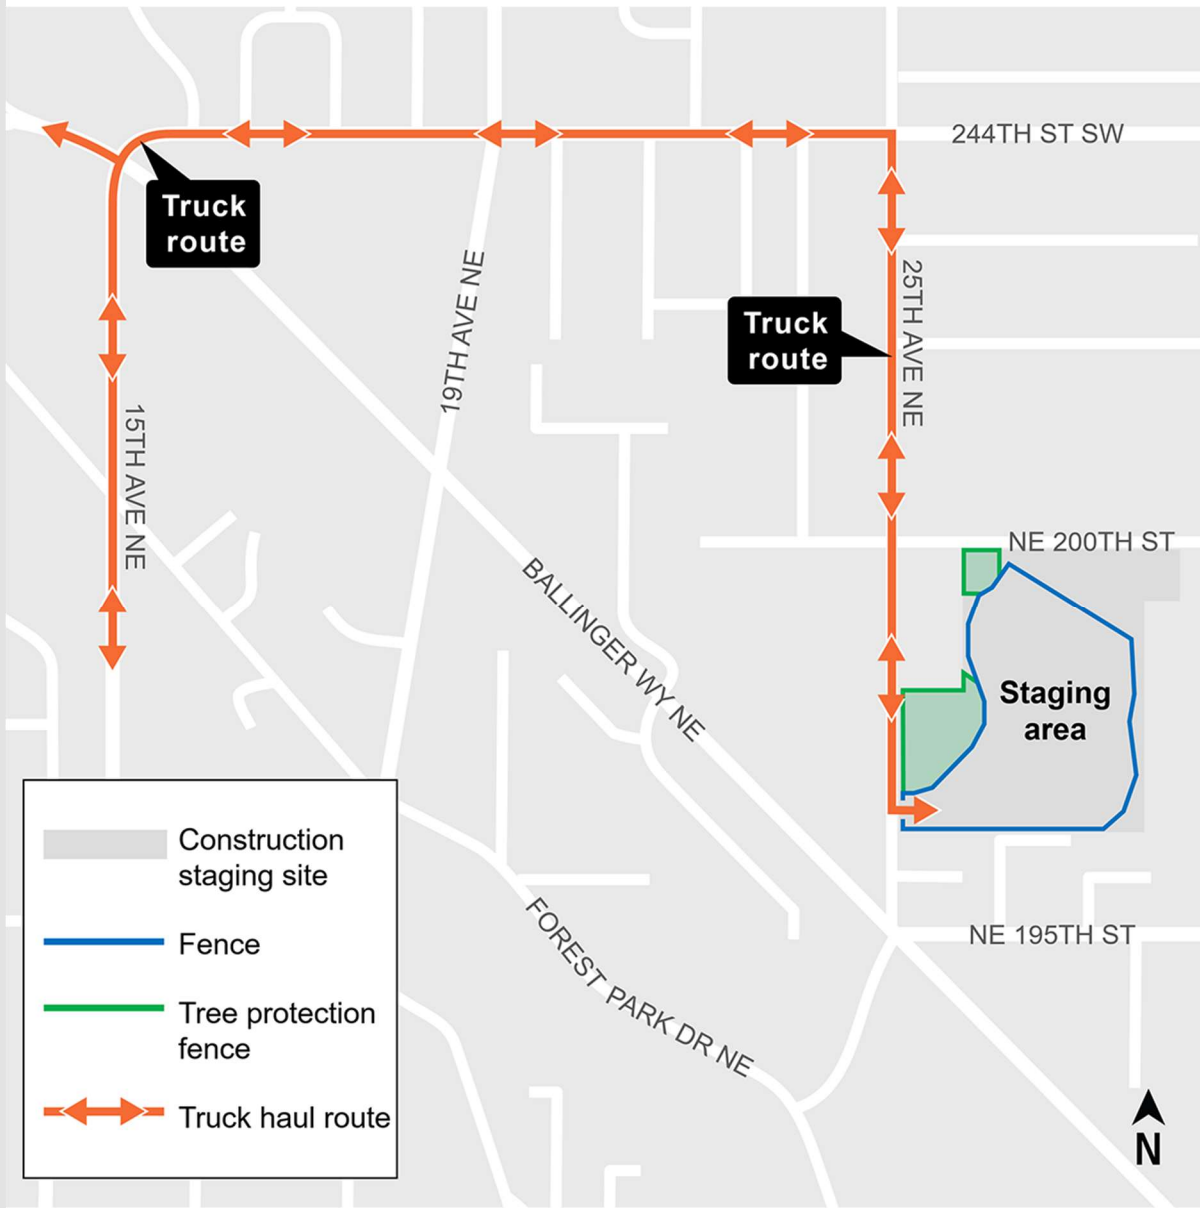 244TH ST SW
Truck
route
25TH AVE NE
19TH AVE NE
Truck
route
15TH AVE NE
NE 200TH ST
BALLINGER WY NE
Staging
area
NE 195TH ST
FOREST PARK DR NE
Construction
staging site
Fence
Tree protection
fence
Truck haul route
N